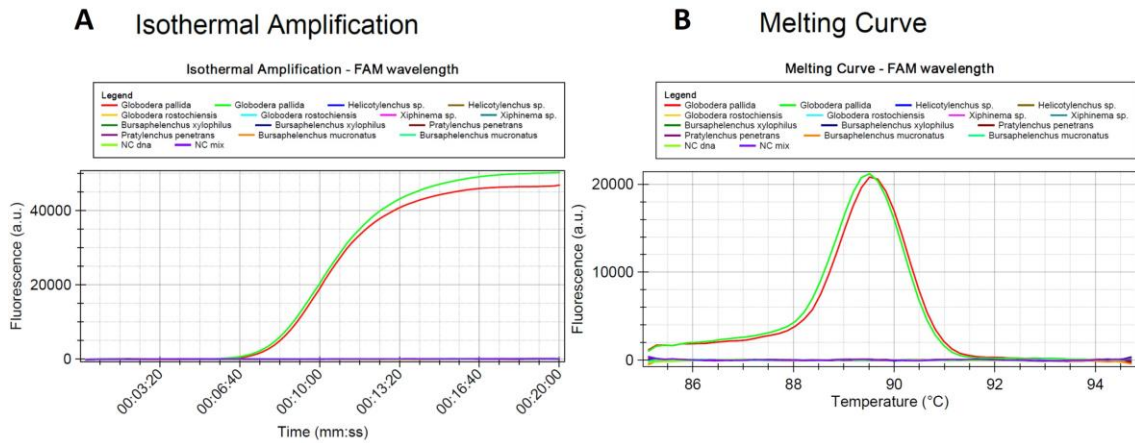 A Isothermal Amplification
Isothermal Amplification - FAM wavelength
Legend
Globodera pallida Globodera pallida Helicotylenchus sp. Helicotylenchus sp.
Globodera rostochiensis Globodera rostochiensis Xiphinema sp. Xiphinema sp.
Bursaphelenchus xylophilus Bursaphelenchus xylophilus Pratylenchus penetrans
Pratylenchus penetrans Bursaphelenchus mucronatus Bursaphelenchus mucronatus
NC dna NC mix
Fluorescence (a.u.)
40000
20000
0
00:03:20 00:06:40 00:10:00 00:13:20 00:16:40 00:20:00
Time (mm:ss)
B Melting Curve
Melting Curve - FAM wavelength
Legend
Globodera pallida Globodera pallida Helicotylenchus sp. Helicotylenchus sp.
Globodera rostochiensis Globodera rostochiensis Xiphinema sp. Xiphinema sp.
Bursaphelenchus xylophilus Bursaphelenchus xylophilus Pratylenchus penetrans
Pratylenchus penetrans Bursaphelenchus mucronatus Bursaphelenchus mucronatus
NC dna NC mix
Fluorescence (a.u.)
20000
10000
0
86 88 90 92 94
Temperature (°C)